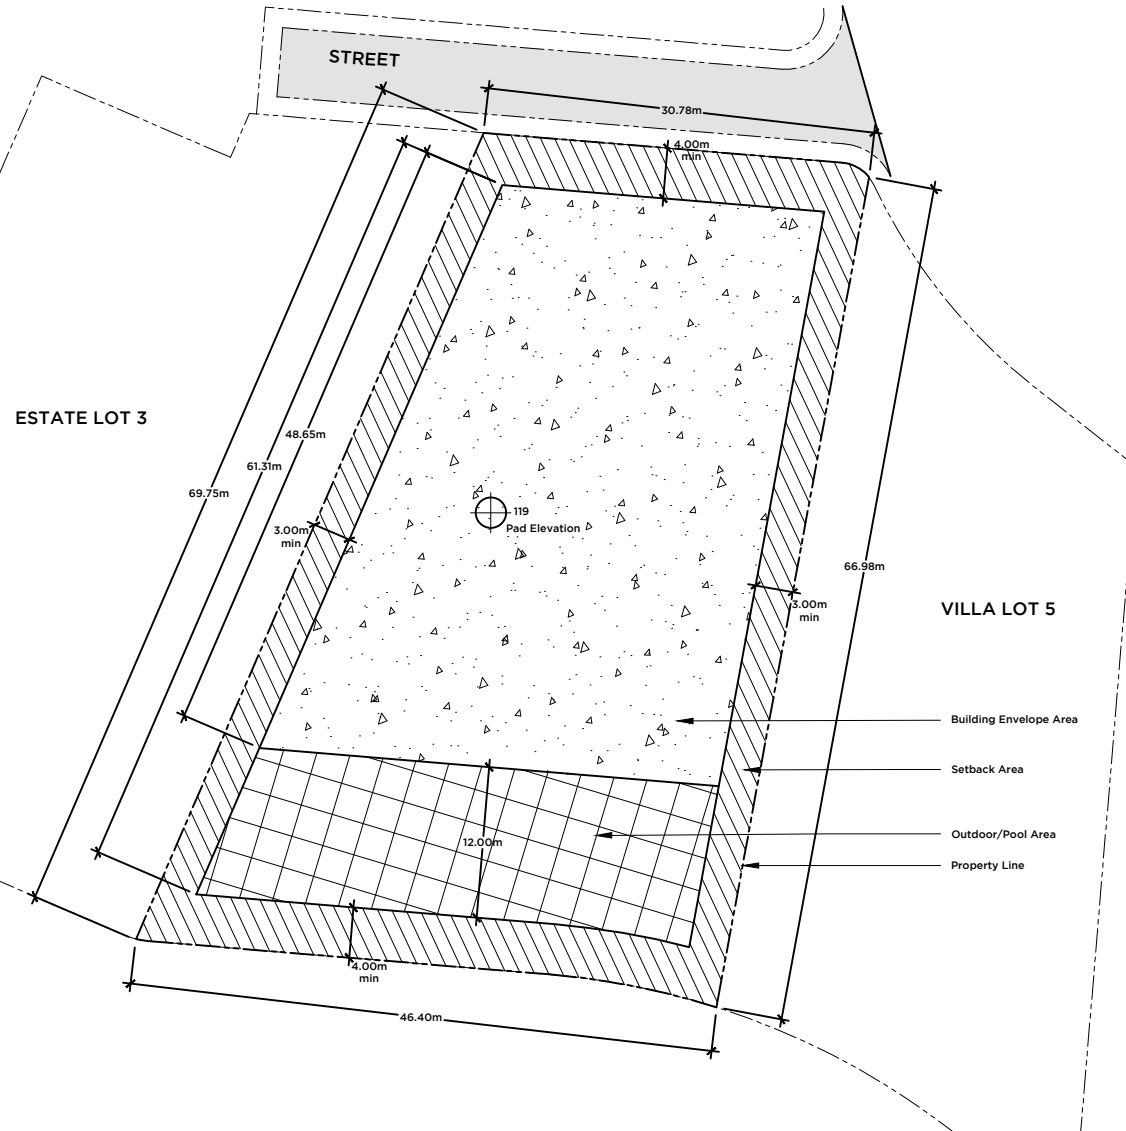 STREET
30.78m
4.00m
min
ESTATE LOT 3
48.65m
61.31m
69.75m
3.00m
min
119
Pad Elevation
66.98m
3.00m
min
VILLA LOT 5
Building Envelope Area
Setback Area
Outdoor/Pool Area
12.00m
Property Line
4.00m
min
46.40m